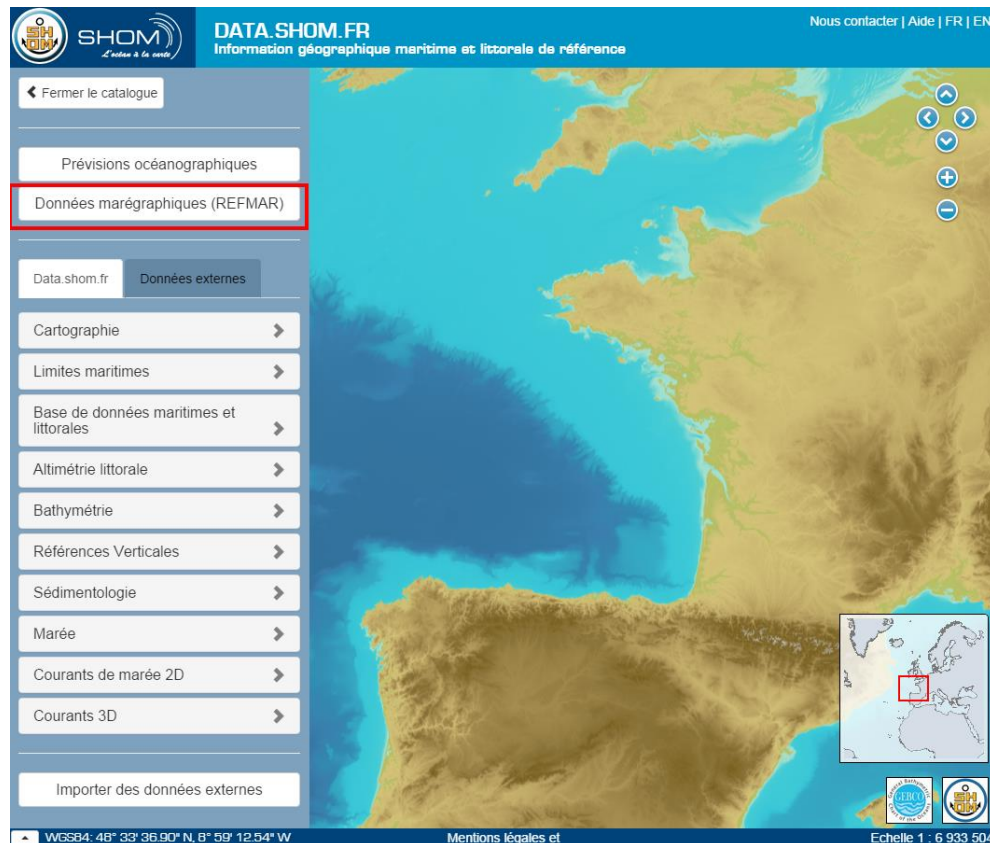 SHOM
L'océan à la carte
DATA.SHOM.FR
Information géographique maritime et littorale de référence
Nous contacter | Aide | FR | EN
Fermer le catalogue
Prévisions océanographiques
Données marégraphiques (REFMAR)
Data.shom.fr
Données externes
Cartographie
Limites maritimes
Base de données maritimes et
littorales
Altimétrie littorale
Bathymétrie
Références Verticales
Sédimentologie
Marée
Courants de marée 2D
Courants 3D
Importer des données externes
GEBCO
SHOM
WGS84: 48° 33' 36.90" N, 8° 59' 12.54" W
Mentions légales et
Echelle 1 : 6 933 504